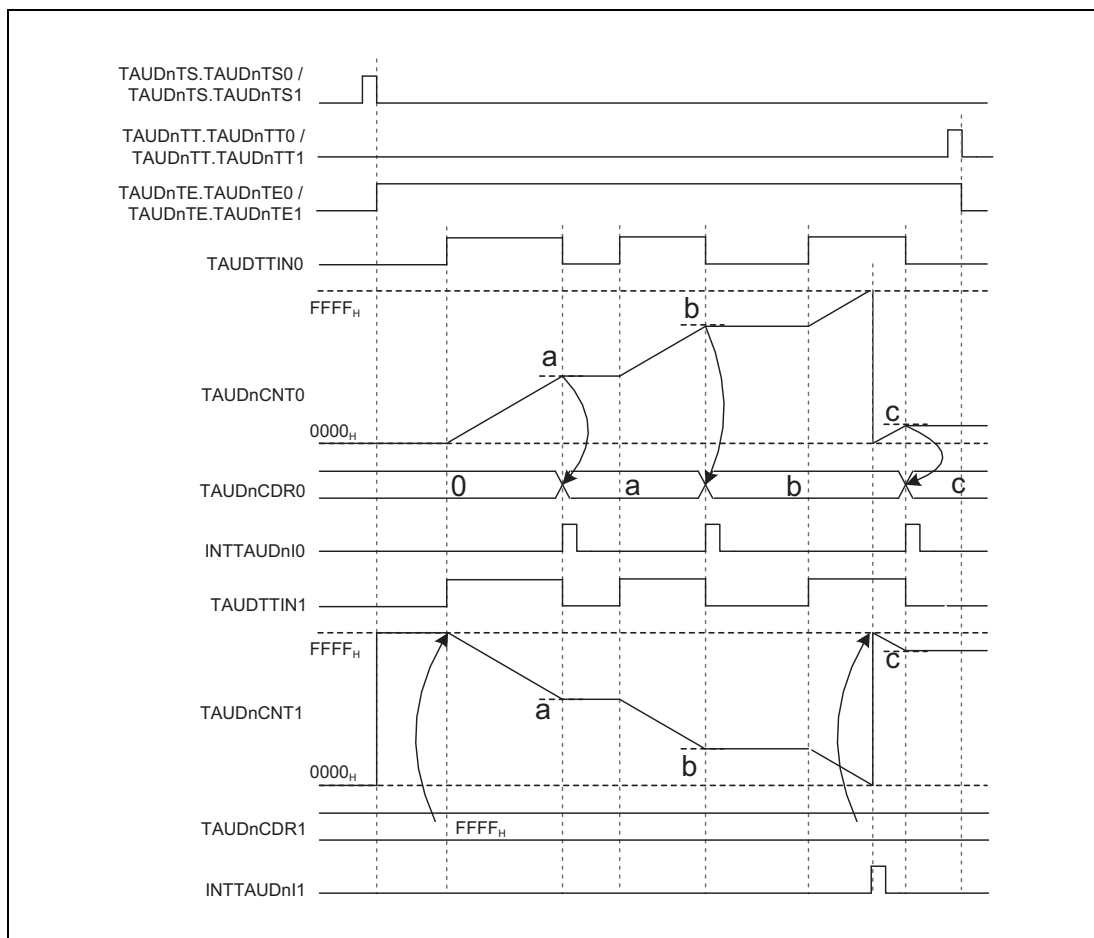 TAUDnTS.TAUDnTS0 /
TAUDnTS.TAUDnTS1
TAUDnTT.TAUDnTT0 /
TAUDnTT.TAUDnTT1
TAUDnTE.TAUDnTE0 /
TAUDnTE.TAUDnTE1
TAUDTTIN0
FFFFH
b
a
TAUDnCNT0
c
0000H
TAUDnCDR0
0
a
b
c
INTTAUDnI0
TAUDTTIN1
FFFFH
c
TAUDnCNT1
a
b
0000H
TAUDnCDR1
FFFFH
INTTAUDnI1